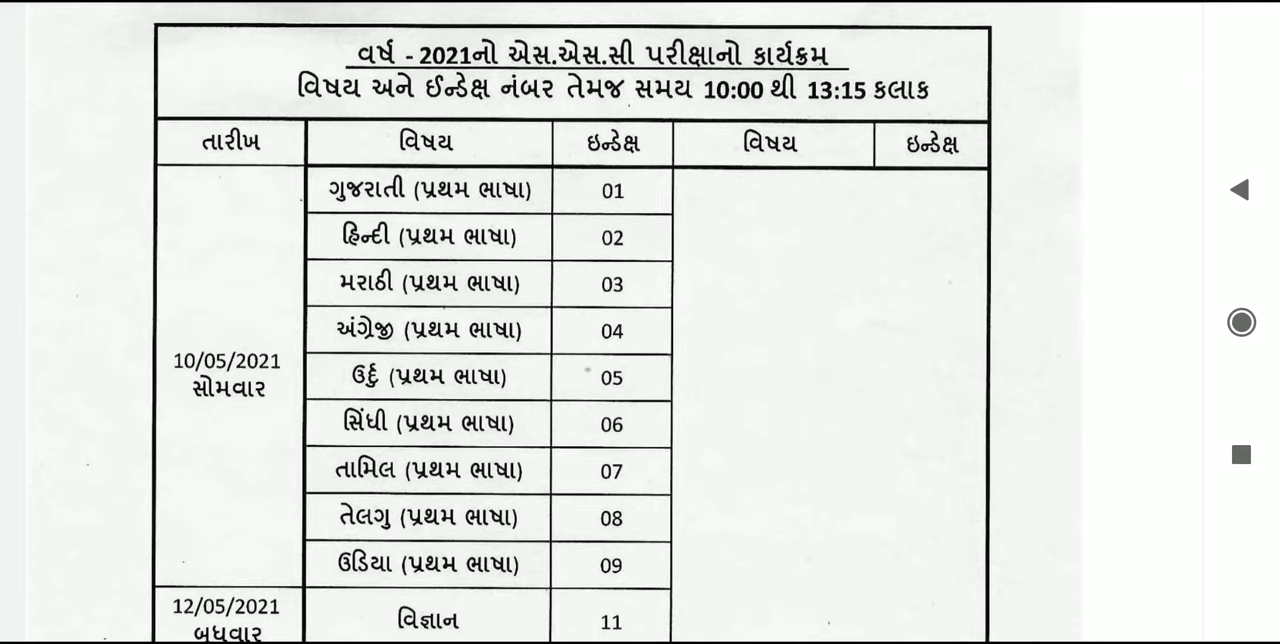 વર્ષ - 2021નો એસ.એસ.સી પરીક્ષાનો કાર્યક્રમ
વિષય અને ઈન્ડેક્ષ નંબર તેમજ સમય 10:00 થી 13:15 કલાક
તારીખ વિષય ઇન્ડેક્ષ વિષય ઇન્ડેક્ષ
ગુજરાતી (પ્રથમ ભાષા) 01
હિન્દી (પ્રથમ ભાષા) 02
મરાઠી (પ્રથમ ભાષા) 03
અંગ્રેજી (પ્રથમ ભાષા) 04
10/05/2021
સોમવાર
ઉર્દુ (પ્રથમ ભાષા) 05
સિંધી (પ્રથમ ભાષા) 06
તામિલ (પ્રથમ ભાષા) 07
તેલગુ (પ્રથમ ભાષા) 08
ઉડિયા (પ્રથમ ભાષા) 09
12/05/2021
બુધવાર
વિજ્ઞાન 11